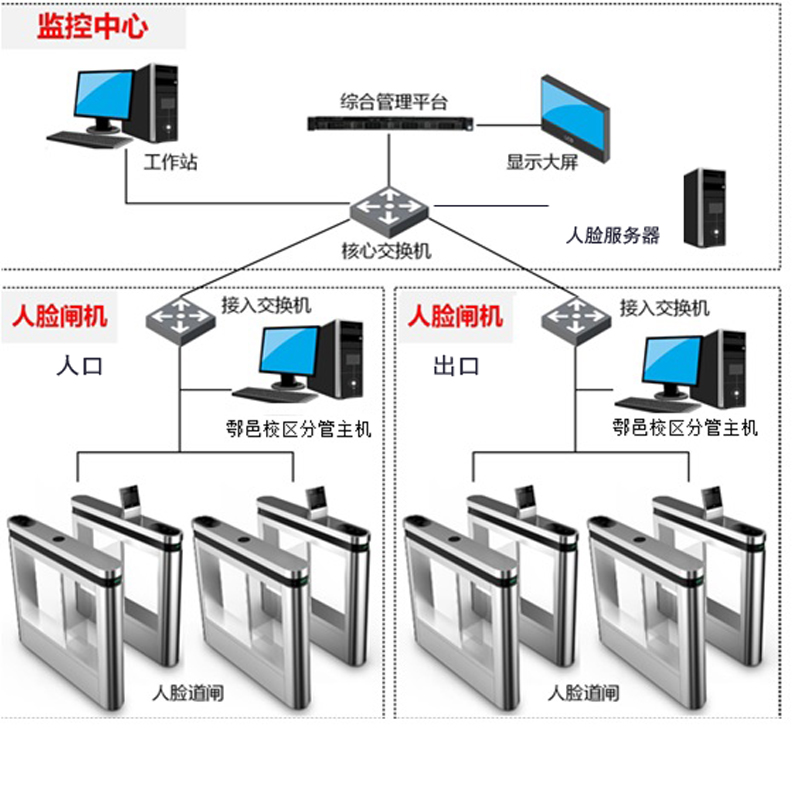 监控中心
综合管理平台
工作站
显示大屏
人脸服务器
核心交换机
人脸闸机
接入交换机
入口
鄠邑校区分管主机
人脸道闸
人脸闸机
接入交换机
出口
鄠邑校区分管主机
人脸道闸